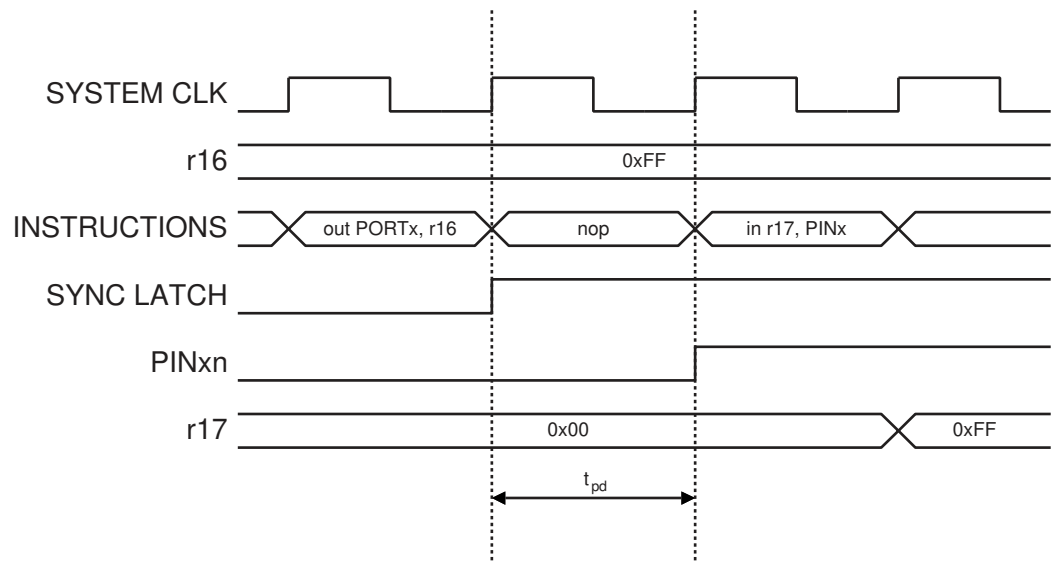 SYSTEM CLK
r16
0xFF
INSTRUCTIONS
out PORTx, r16
nop
in r17, PINx
SYNC LATCH
PINxn
r17
0x00
0xFF
tpd